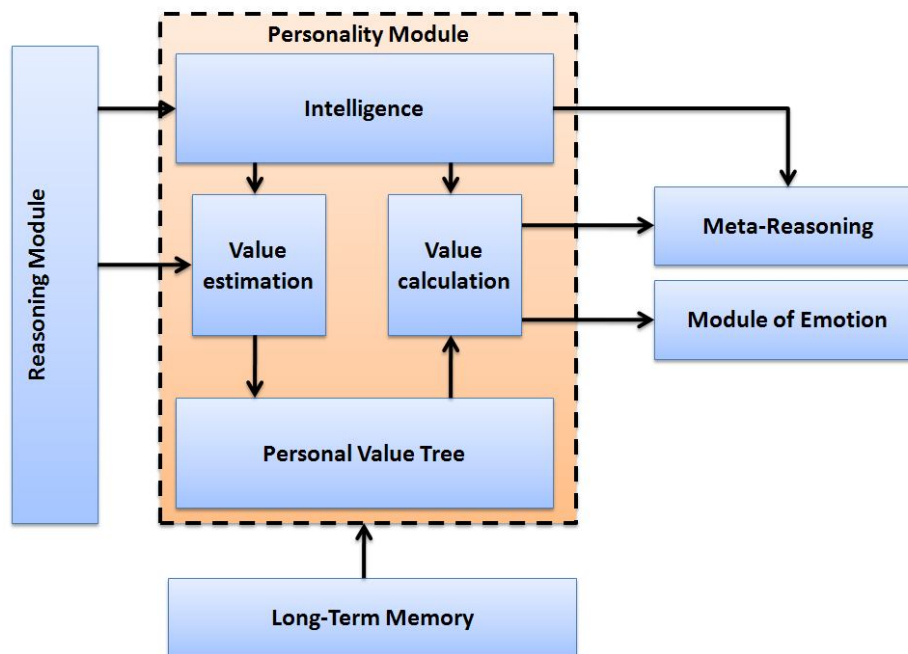 Personality Module
Reasoning Module
Intelligence
Value
estimation
Value
calculation
Meta-Reasoning
Module of Emotion
Personal Value Tree
Long-Term Memory